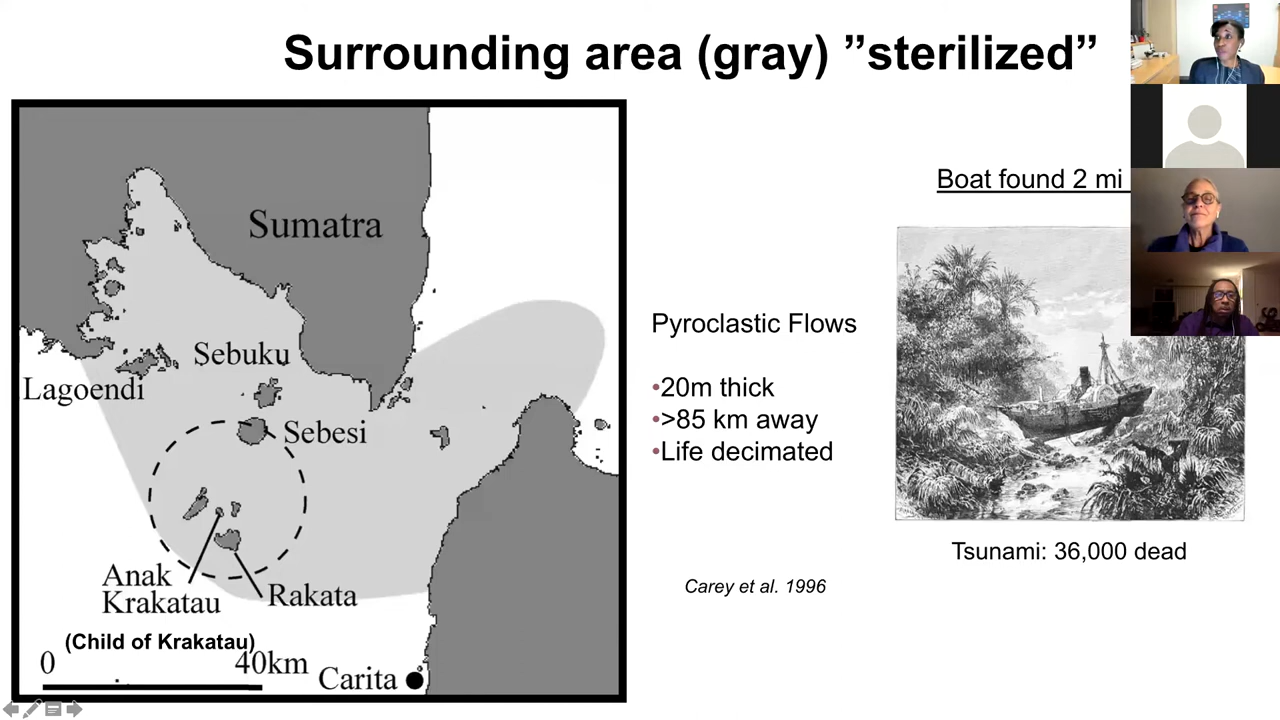 Surrounding area (gray) ”sterilized”
Sumatra
Sebuku
Lagoendi
Sebesi
Anak
Krakatau
Rakata
(Child of Krakatau)
0
40km
Carita
Pyroclastic Flows
•20m thick
•>85 km away
•Life decimated
Carey et al. 1996
Boat found 2 mi
Tsunami: 36,000 dead